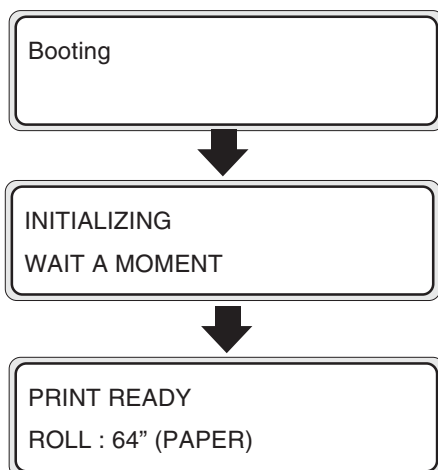 Booting
INITIALIZING
WAIT A MOMENT
PRINT READY
ROLL : 64” (PAPER)